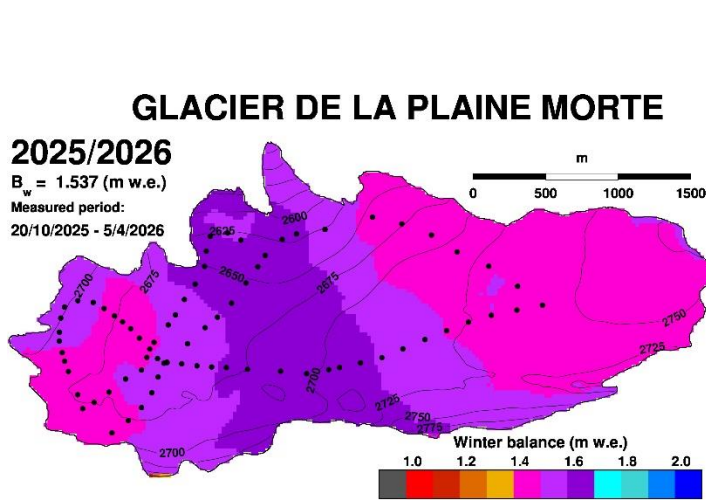 GLACIER DE LA PLAINE MORTE
2025/2026
B_w = 1.537 (m w.e.)
Measured period:
20/10/2025 - 5/4/2026
m
0 500 1000 1500
2600
2625
2650
2675
2700
2675
2750
2725
2700
2725
2750
2775
2700
Winter balance (m w.e.)
1.0 1.2 1.4 1.6 1.8 2.0